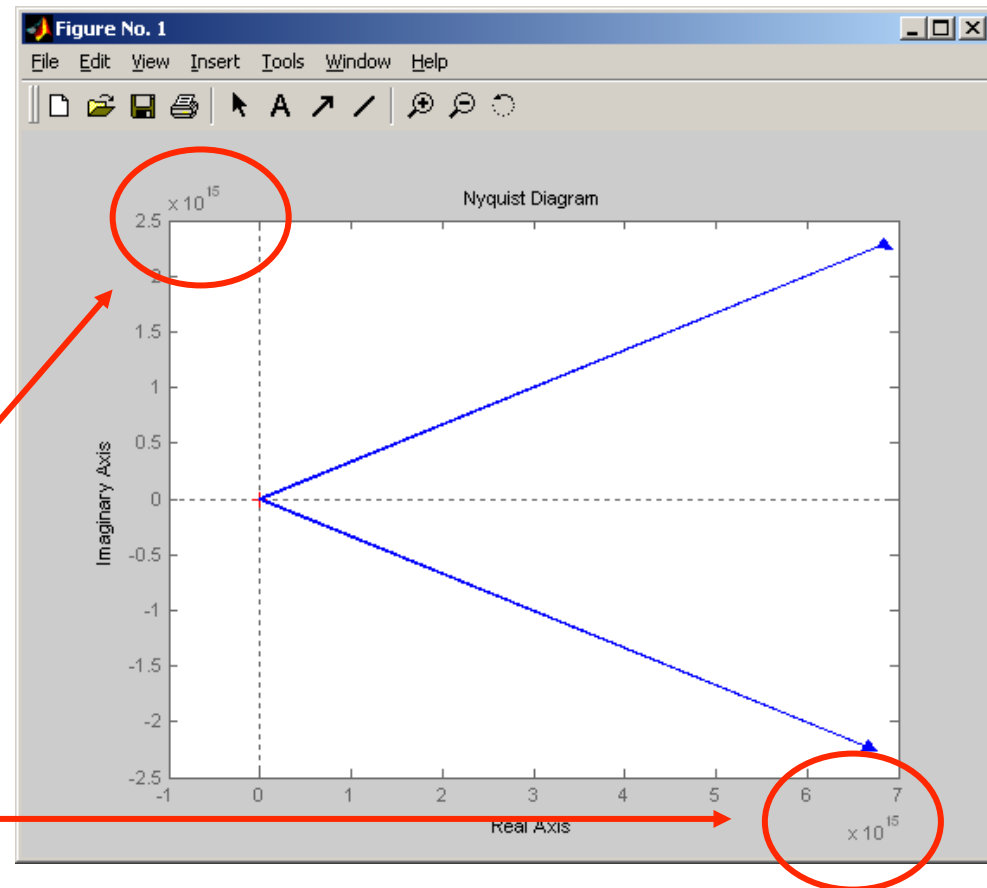 Figure No. 1
File Edit View Insert Tools Window Help
A
Nyquist Diagram
x 10^15
2.5
2
1.5
1
0.5
0
-0.5
-1
-1.5
-2
-2.5
Imaginary Axis
-1 0 1 2 3 4 5 6 7
Real Axis
x 10^15